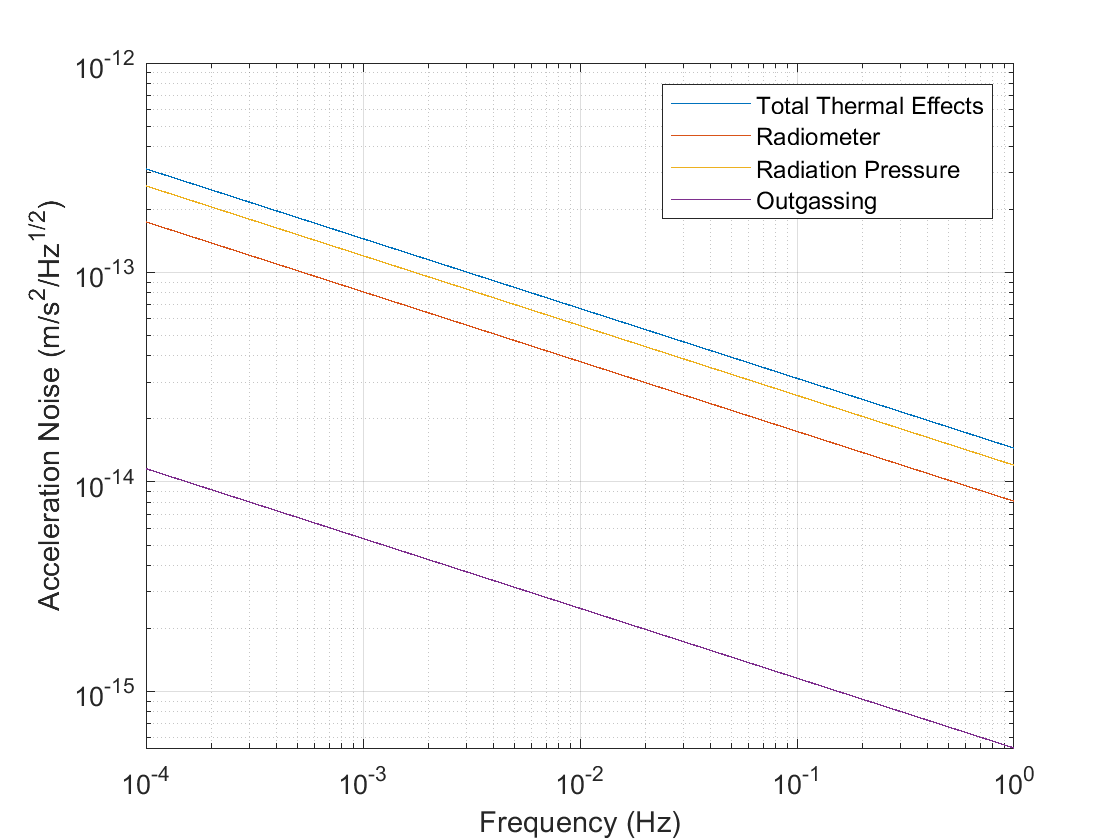 10^-12
10^-13
10^-14
10^-15
Acceleration Noise (m/s^2/Hz^1/2)
Total Thermal Effects
Radiometer
Radiation Pressure
Outgassing
10^-4 10^-3 10^-2 10^-1 10^0
Frequency (Hz)